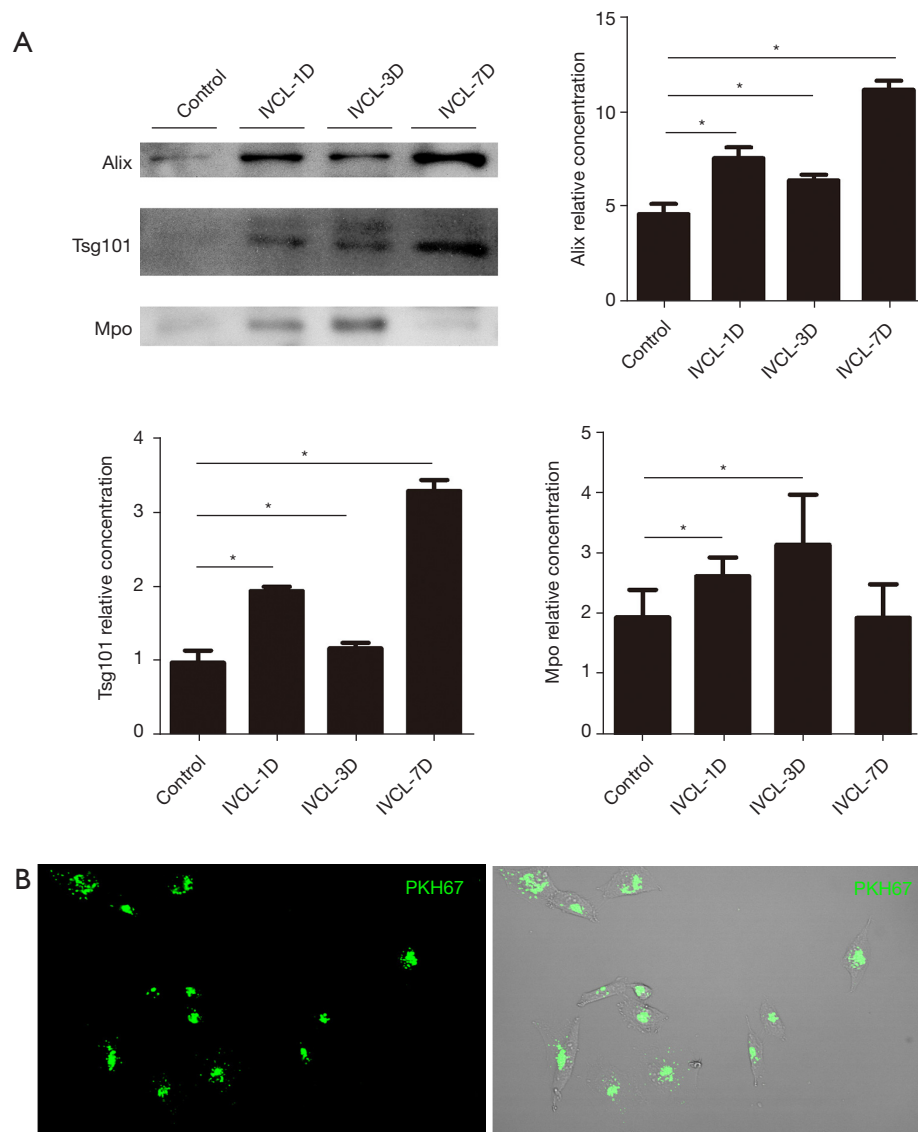 A
Control
IVCL-1D
IVCL-3D
IVCL-7D
Alix
Tsg101
Mpo
Alix relative concentration
15
10
5
0
*
*
*
Control
IVCL-1D
IVCL-3D
IVCL-7D
Tsg101 relative concentration
4
3
2
1
0
*
*
*
Control
IVCL-1D
IVCL-3D
IVCL-7D
Mpo relative concentration
5
4
3
2
1
0
*
*
Control
IVCL-1D
IVCL-3D
IVCL-7D
B
PKH67
PKH67